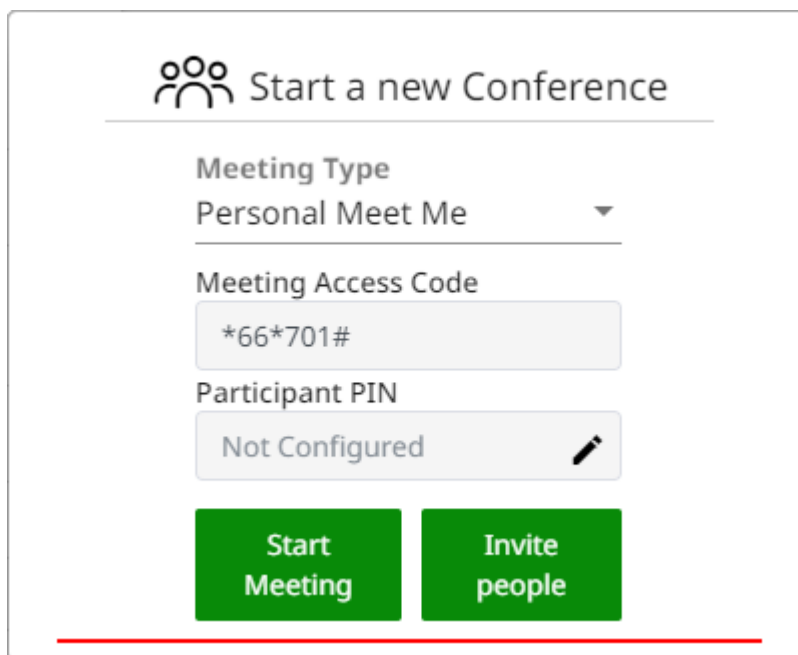 Start a new Conference
Meeting Type
Personal Meet Me
Meeting Access Code
*66*701#
Participant PIN
Not Configured
Start
Meeting
Invite
people